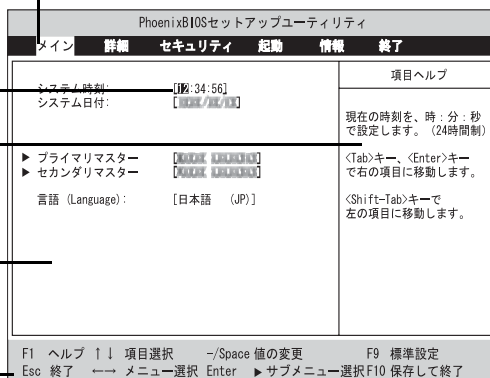 PhoenixBIOSセットアップユーティリティ
メイン 詳細 セキュリティ 起動 情報 終了
システム時刻: [12:34:56]
システム日付:
▶ プライマリマスター
▶ セカンダリマスター
言語 (Language): [日本語 (JP)]
項目ヘルプ
現在の時刻を、時:分:秒
で設定します。(24時間制)
<Tab>キー、<Enter>キー
で右の項目に移動します。
<Shift-Tab>キーで
左の項目に移動します。
F1 ヘルプ ↑↓ 項目選択 -/Space 値の変更 F9 標準設定
Esc 終了 ←→ メニュー選択 Enter ▶ サブメニュー選択 F10 保存して終了